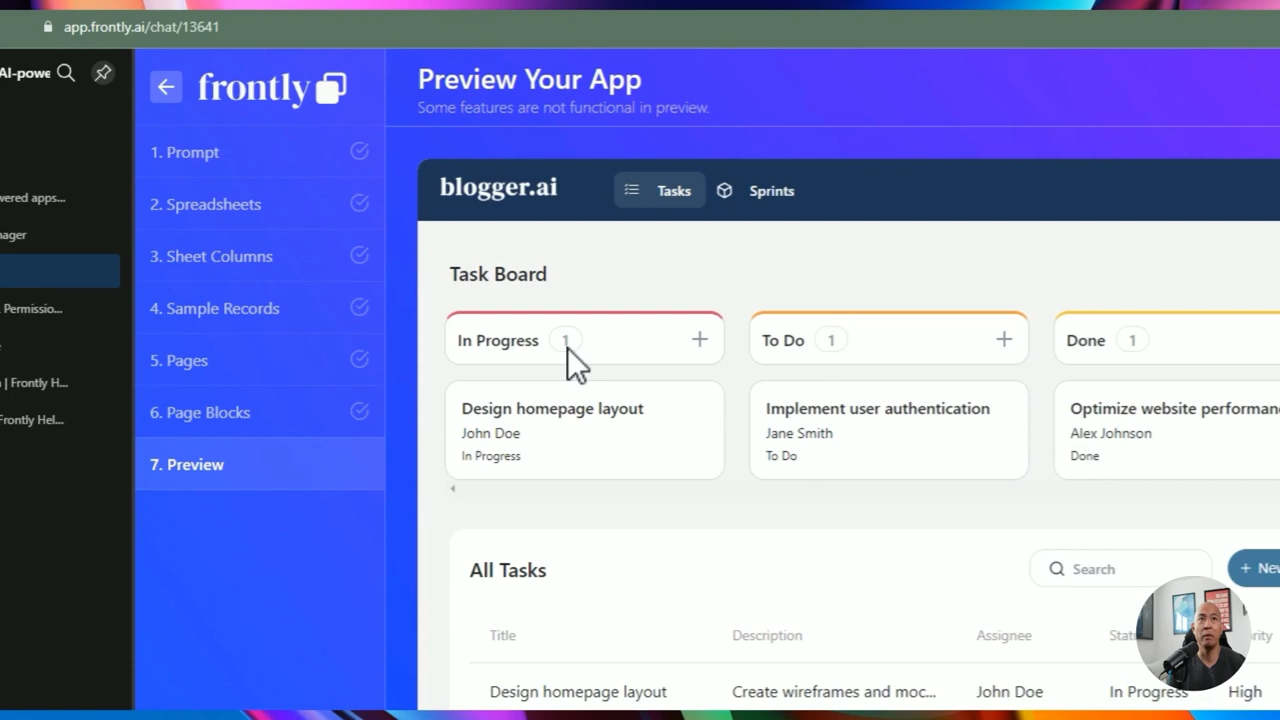 app.frontly.ai/chat/13641
AI-powe
wered apps...
nager
Permissio...
| Frontly H...
Frontly Hel...
frontly
1. Prompt
2. Spreadsheets
3. Sheet Columns
4. Sample Records
5. Pages
6. Page Blocks
7. Preview
Preview Your App
Some features are not functional in preview.
blogger.ai
Tasks
Sprints
Task Board
In Progress 1
To Do 1
Done 1
Design homepage layout
John Doe
In Progress
Implement user authentication
Jane Smith
To Do
Optimize website performan
Alex Johnson
Done
All Tasks
Search
+ New
Title Description Assignee Stat ority
Design homepage layout Create wireframes and moc... John Doe In Progress High